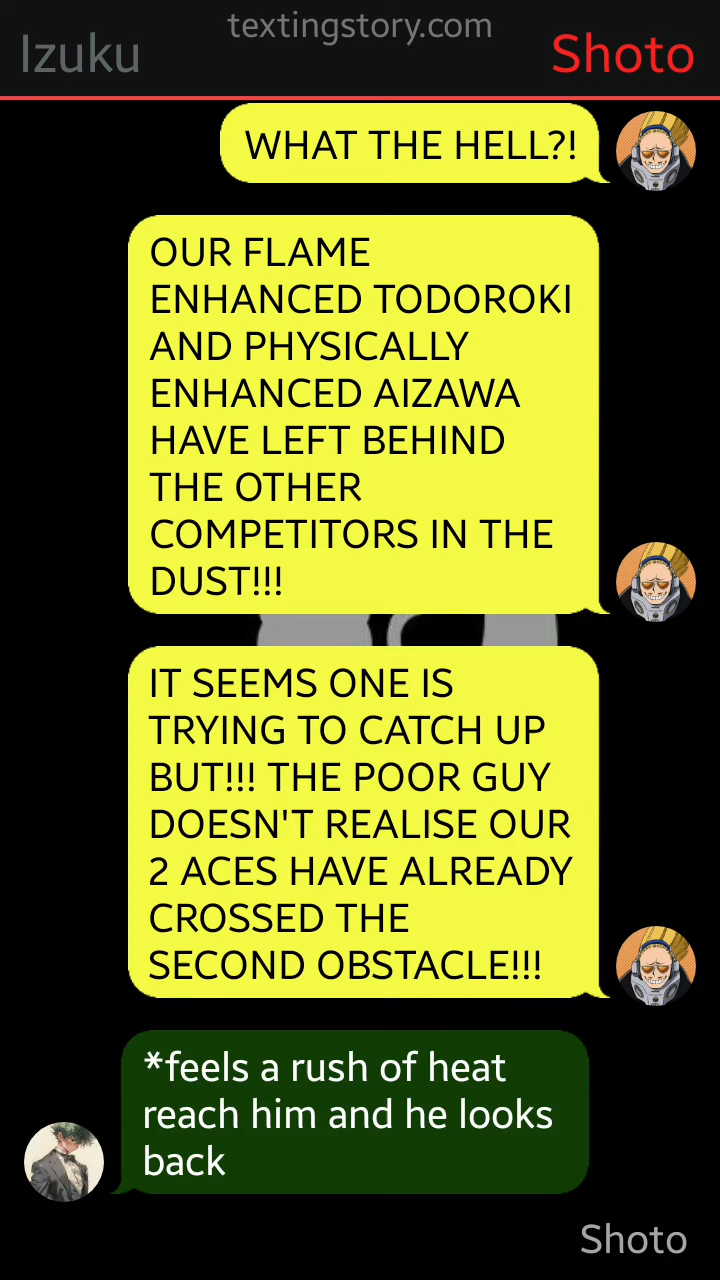 textingstory.com
Izuku
Shoto
WHAT THE HELL?!
OUR FLAME
ENHANCED TODOROKI
AND PHYSICALLY
ENHANCED AIZAWA
HAVE LEFT BEHIND
THE OTHER
COMPETITORS IN THE
DUST!!!
IT SEEMS ONE IS
TRYING TO CATCH UP
BUT!!! THE POOR GUY
DOESN'T REALISE OUR
2 ACES HAVE ALREADY
CROSSED THE
SECOND OBSTACLE!!!
*feels a rush of heat
reach him and he looks
back
Shoto